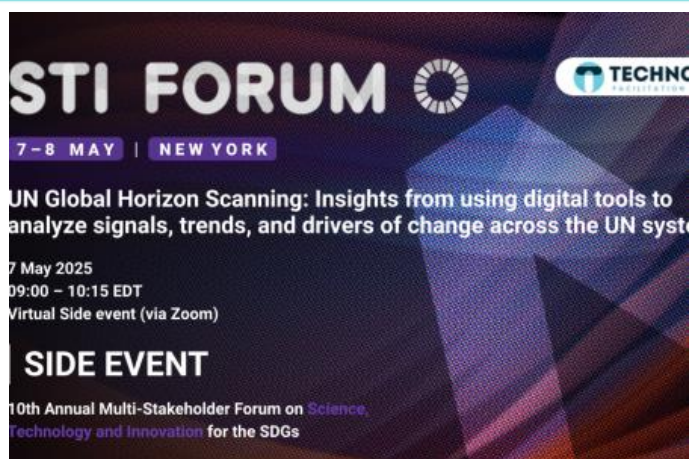 STI FORUM
TECHNO
FACILITATION
7–8 MAY | NEW YORK
UN Global Horizon Scanning: Insights from using digital tools to
analyze signals, trends, and drivers of change across the UN syste
7 May 2025
09:00 – 10:15 EDT
Virtual Side event (via Zoom)
SIDE EVENT
10th Annual Multi-Stakeholder Forum on Science,
Technology and Innovation for the SDGs